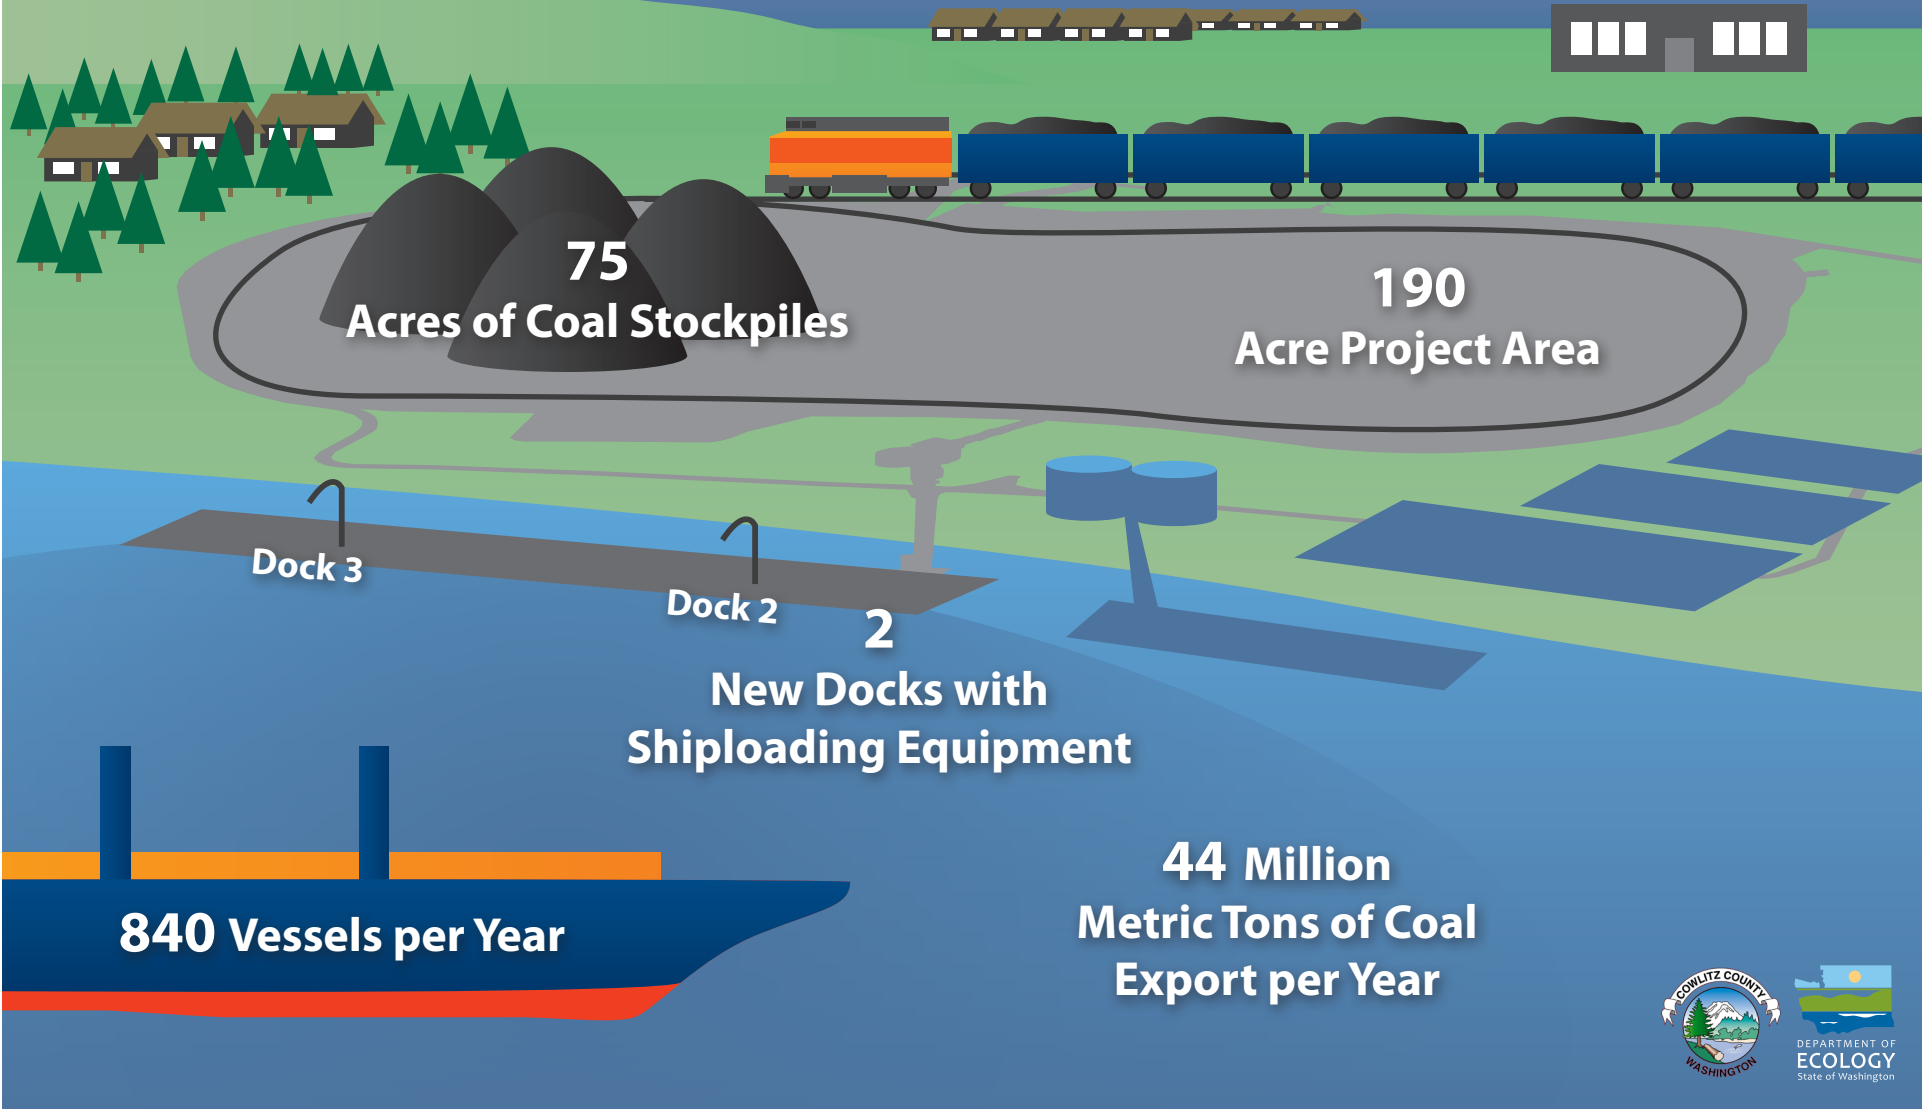 75
Acres of Coal Stockpiles
190
Acre Project Area
Dock 3
Dock 2
2
New Docks with
Shiploading Equipment
840 Vessels per Year
44 Million
Metric Tons of Coal
Export per Year
COWLITZ COUNTY
WASHINGTON
DEPARTMENT OF
ECOLOGY
State of Washington